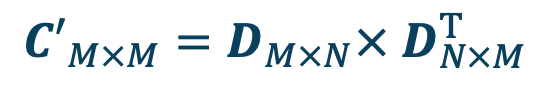 C′M×M = DM×N × DᵀN×M